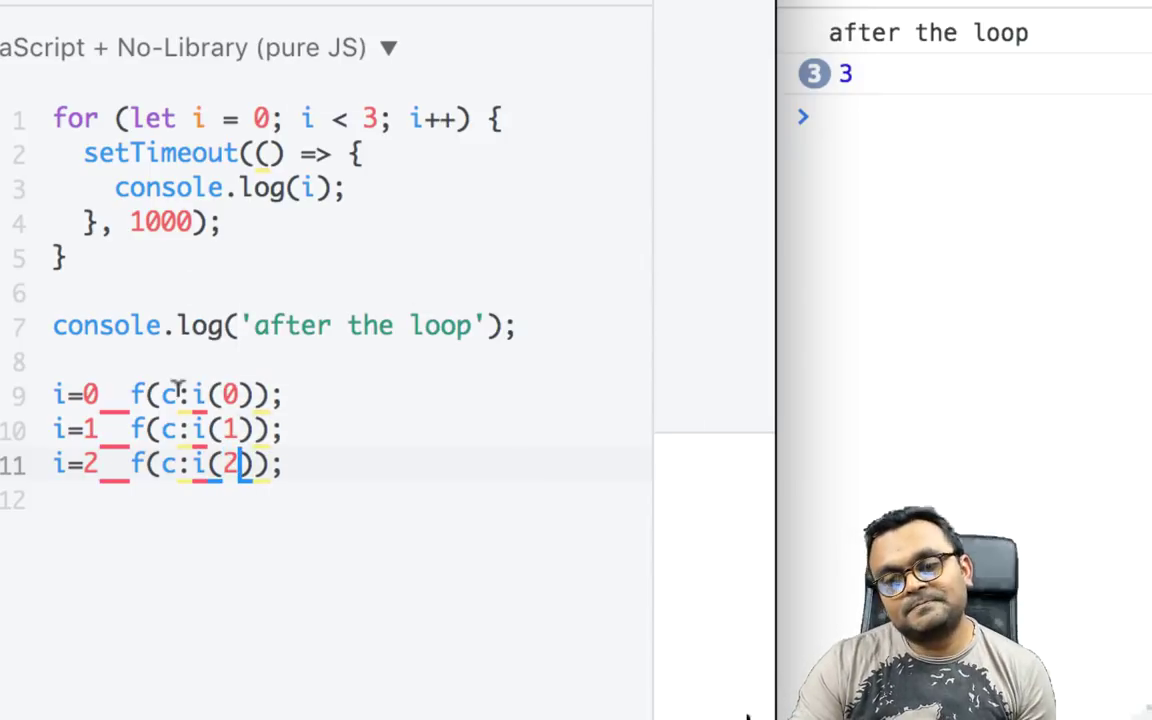 aScript + No-Library (pure JS) ▼
1 for (let i = 0; i < 3; i++) {
2 setTimeout(() => {
3 console.log(i);
4 }, 1000);
5 }
6
7 console.log('after the loop');
8
9 i=0 f(c:i(0));
10 i=1 f(c:i(1));
11 i=2 f(c:i(2));
12
after the loop
3 3
>